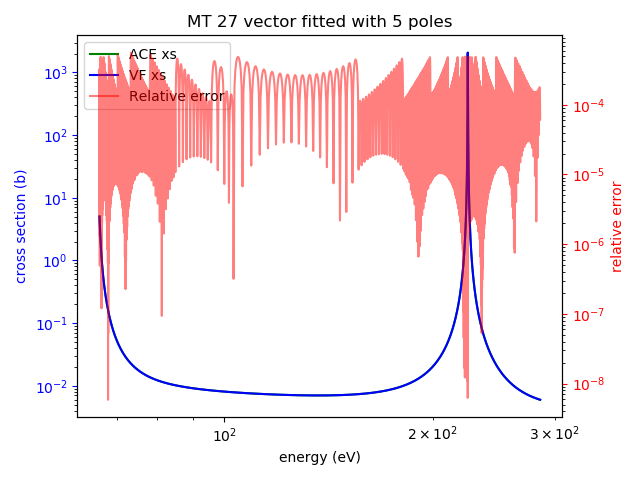 MT 27 vector fitted with 5 poles
ACE xs
VF xs
Relative error
cross section (b)
10³
10²
10¹
10⁰
10⁻¹
10⁻²
relative error
10⁻⁴
10⁻⁵
10⁻⁶
10⁻⁷
10⁻⁸
10² 2 × 10² 3 × 10²
energy (eV)